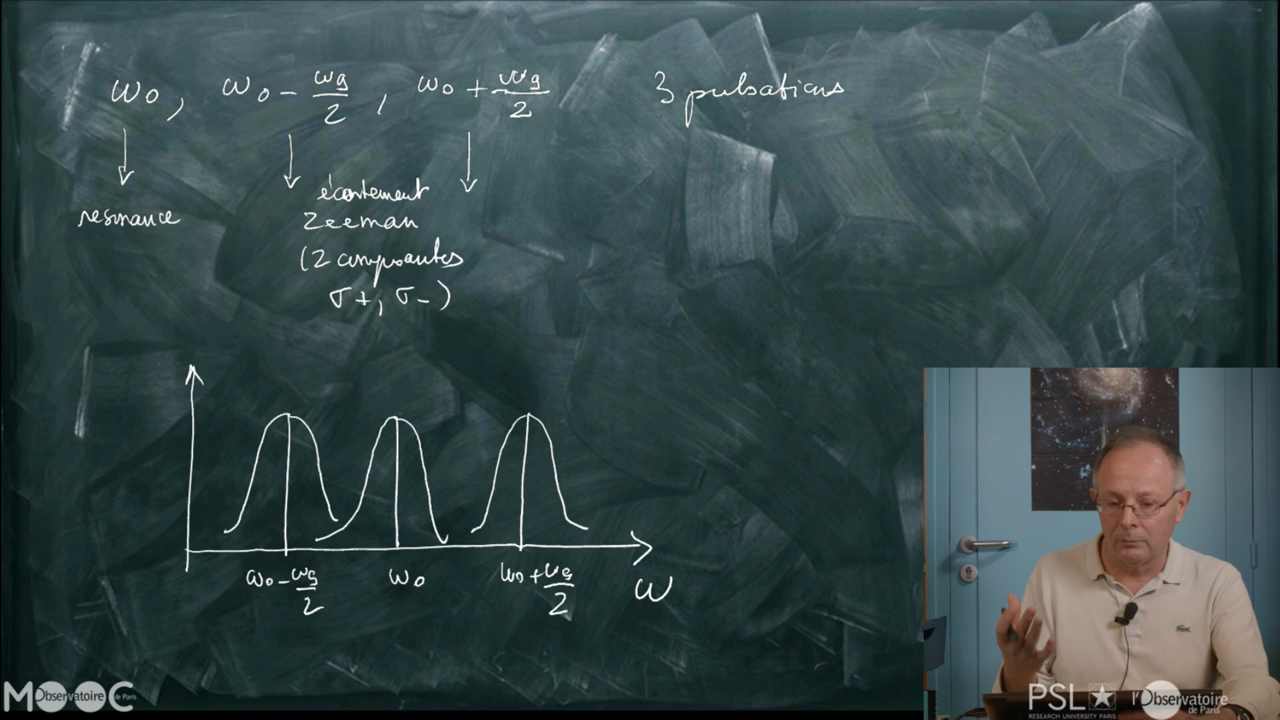 ω₀, ω₀ - ωg/2, ω₀ + ωg/2 3 pulsations
resonance
écartement
Zeeman
(2 composantes
σ+, σ-)
ω₀ - ωg/2 ω₀ ω₀ + ωg/2 ω
MOOC Observatoire de Paris
PSL★ l'Observatoire de Paris
RESEARCH UNIVERSITY PARIS